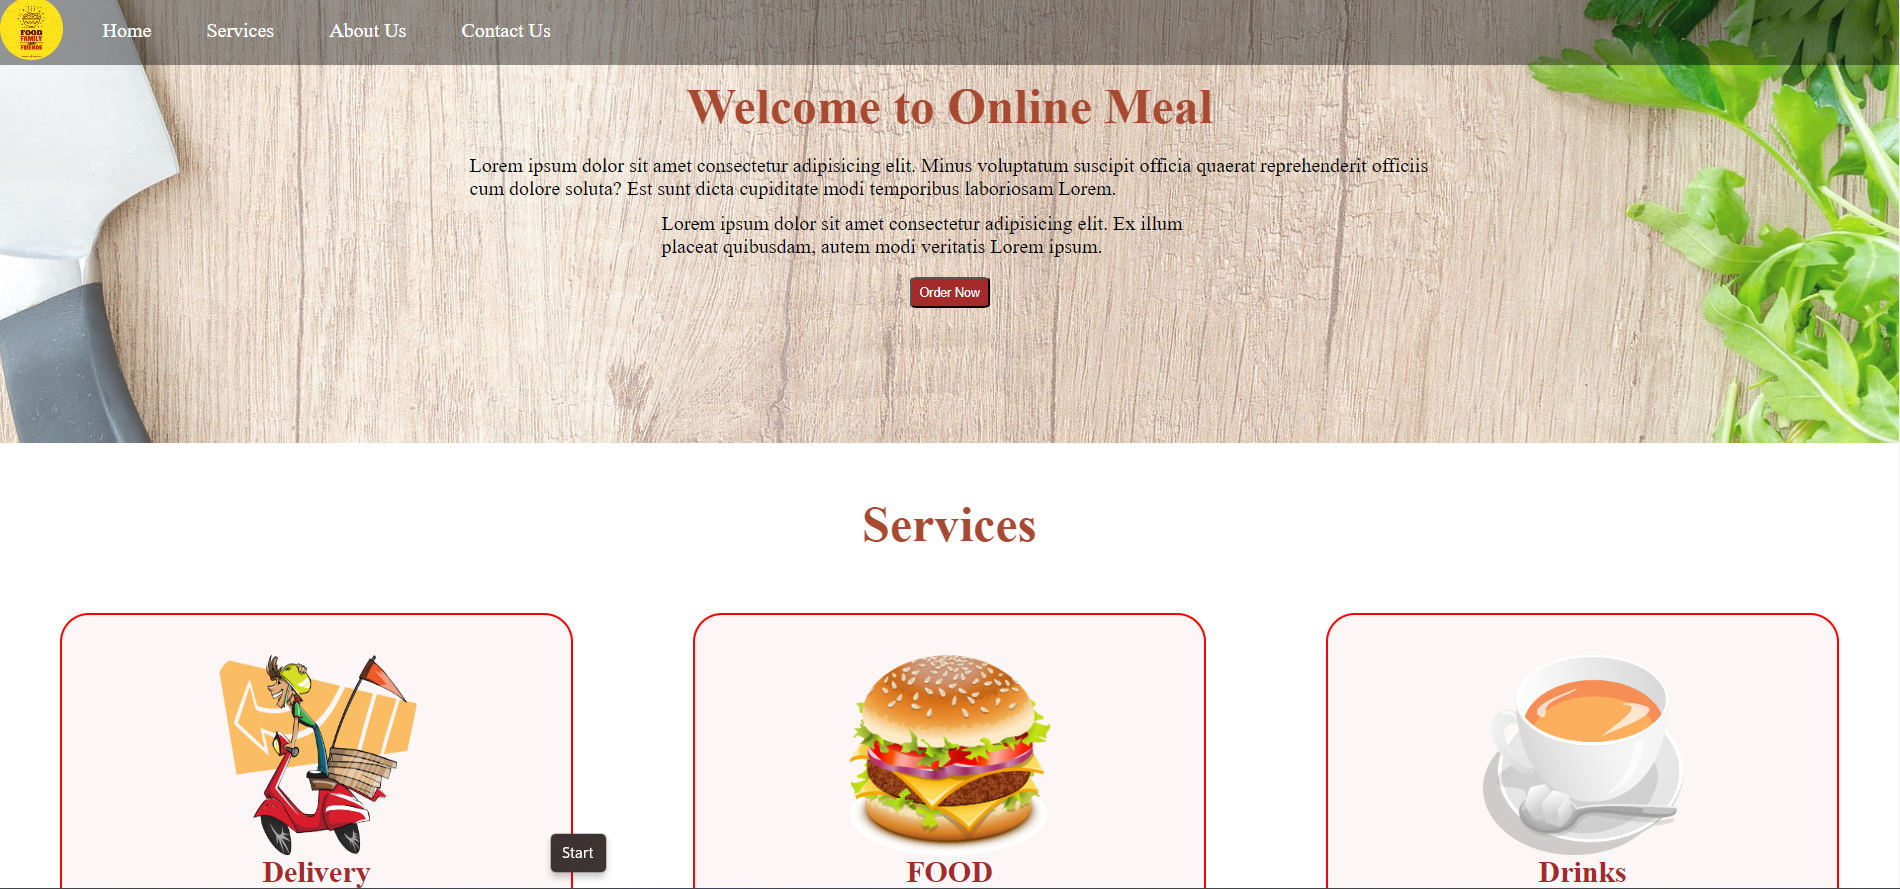 FOOD
FAMILY
AND
FRIENDS
Home Services About Us Contact Us
Welcome to Online Meal
Lorem ipsum dolor sit amet consectetur adipisicing elit. Minus voluptatum suscipit officia quaerat reprehenderit officiis
cum dolore soluta? Est sunt dicta cupiditate modi temporibus laboriosam Lorem.
Lorem ipsum dolor sit amet consectetur adipisicing elit. Ex illum
placeat quibusdam, autem modi veritatis Lorem ipsum.
Order Now
Services
Delivery
FOOD
Drinks
Start